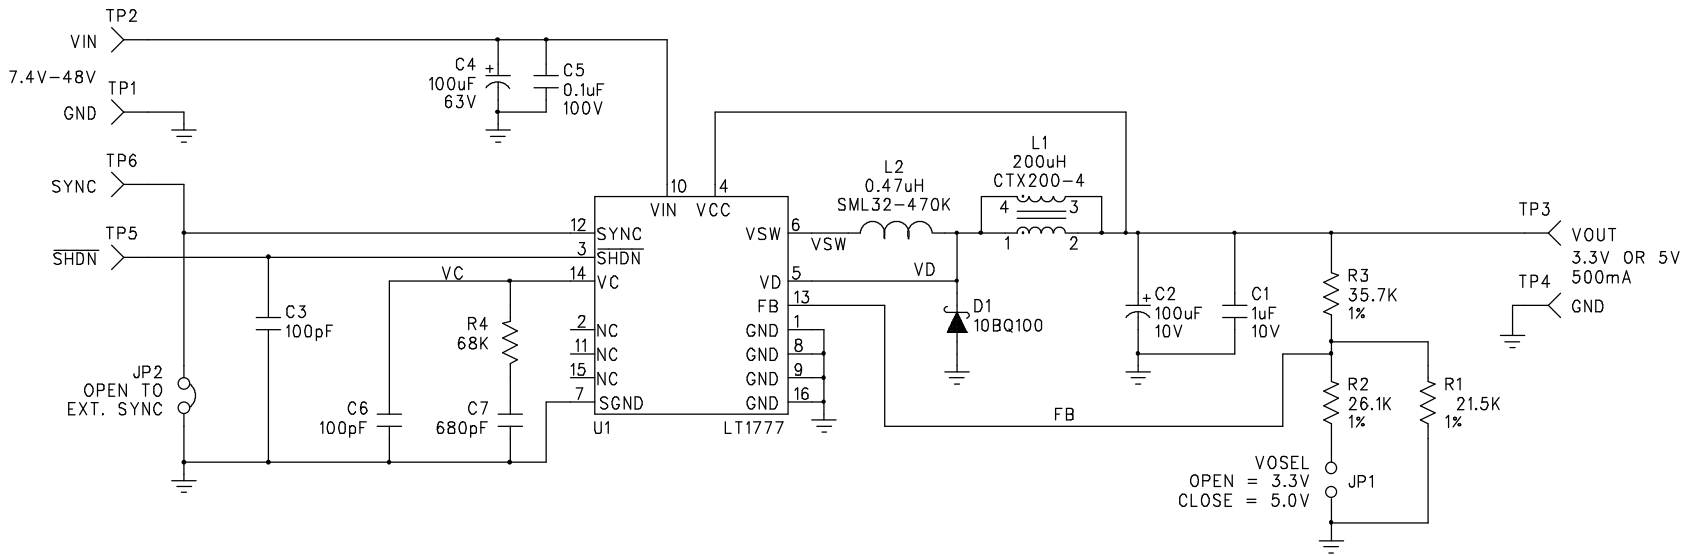 TP2
VIN
7.4V-48V
TP1
GND
TP6
SYNC
TP5
SHDN
C4
100uF
63V
+
C5
0.1uF
100V
C3
100pF
JP2
OPEN TO
EXT. SYNC
VC
R4
68K
C6
100pF
C7
680pF
10
4
VIN
VCC
12
SYNC
3
SHDN
14
VC
2
NC
11
NC
15
NC
7
SGND
VSW
6
VD
5
FB
13
GND
1
GND
8
GND
9
GND
16
U1
LT1777
VSW
L2
0.47uH
SML32-470K
VD
L1
200uH
CTX200-4
4
3
1
2
D1
10BQ100
+
C2
100uF
10V
C1
1uF
10V
FB
R3
35.7K
1%
R2
26.1K
1%
R1
21.5K
1%
VOSEL
OPEN = 3.3V
CLOSE = 5.0V
JP1
TP3
VOUT
3.3V OR 5V
500mA
TP4
GND